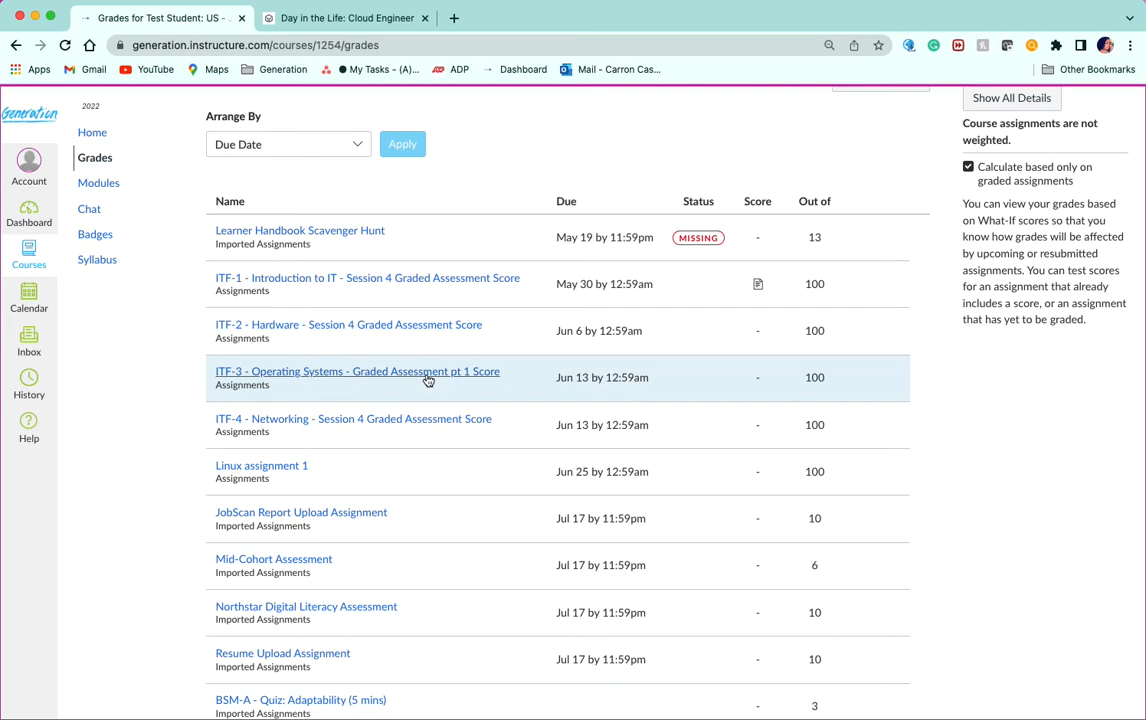 Grades for Test Student: US - .
Day in the Life: Cloud Engineer
generation.instructure.com/courses/1254/grades
Apps
Gmail
YouTube
Maps
Generation
My Tasks - (A)...
ADP
Dashboard
Mail - Carron Cas...
Other Bookmarks
Generation
Account
Dashboard
Courses
Calendar
Inbox
History
Help
2022
Home
Grades
Modules
Chat
Badges
Syllabus
Arrange By
Due Date
Apply
Name Due Status Score Out of
Learner Handbook Scavenger Hunt
Imported Assignments
May 19 by 11:59pm MISSING - 13
ITF-1 - Introduction to IT - Session 4 Graded Assessment Score
Assignments
May 30 by 12:59am 100
ITF-2 - Hardware - Session 4 Graded Assessment Score
Assignments
Jun 6 by 12:59am - 100
ITF-3 - Operating Systems - Graded Assessment pt 1 Score
Assignments
Jun 13 by 12:59am - 100
ITF-4 - Networking - Session 4 Graded Assessment Score
Assignments
Jun 13 by 12:59am - 100
Linux assignment 1
Assignments
Jun 25 by 12:59am - 100
JobScan Report Upload Assignment
Imported Assignments
Jul 17 by 11:59pm - 10
Mid-Cohort Assessment
Imported Assignments
Jul 17 by 11:59pm - 6
Northstar Digital Literacy Assessment
Imported Assignments
Jul 17 by 11:59pm - 10
Resume Upload Assignment
Imported Assignments
Jul 17 by 11:59pm - 10
BSM-A - Quiz: Adaptability (5 mins)
Imported Assignments
- 3
Show All Details
Course assignments are not
weighted.
Calculate based only on
graded assignments
You can view your grades based
on What-If scores so that you
know how grades will be affected
by upcoming or resubmitted
assignments. You can test scores
for an assignment that already
includes a score, or an assignment
that has yet to be graded.